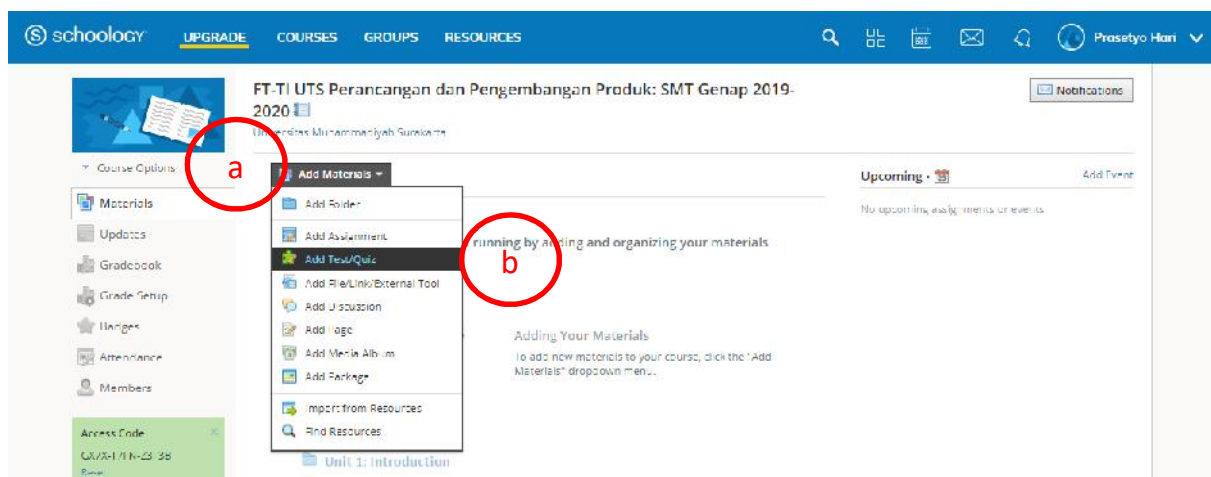 schoology UPGRADE COURSES GROUPS RESOURCES Prasetyo Hari
FT-TI UTS Perancangan dan Pengembangan Produk: SMT Genap 2019-
2020
Notifications
Universitas Muhammadiyah Surakarta
Course Options
a
Add Materials
Upcoming
Add Event
Materials
Add Folder
No upcoming assignments or events
Updates
Add Assignment
running by adding and organizing your materials
Gradebook
Add Test/Quiz
b
Grade Setup
Add File/Link/External Tool
Add Discussion
Badges
Add Page
Adding Your Materials
Attendance
Add Media Album
To add new materials to your course, click the "Add
Materials" dropdown menu.
Members
Add Package
Import from Resources
Access Code
Find Resources
Reset
Unit 1: Introduction